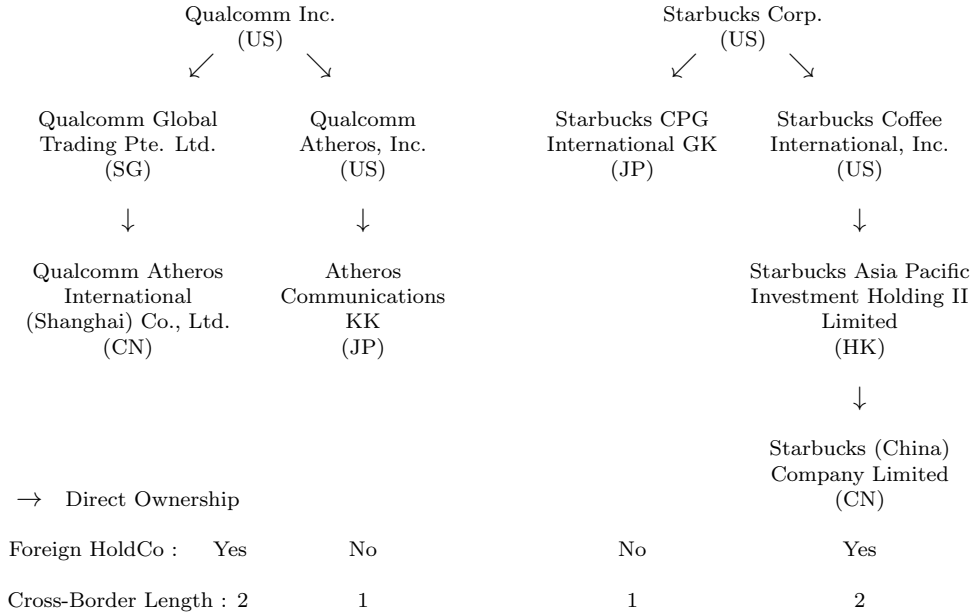 Qualcomm Inc.
(US)
Starbucks Corp.
(US)
Qualcomm Global
Trading Pte. Ltd.
(SG)
Qualcomm
Atheros, Inc.
(US)
Starbucks CPG
International GK
(JP)
Starbucks Coffee
International, Inc.
(US)
Qualcomm Atheros
International
(Shanghai) Co., Ltd.
(CN)
Atheros
Communications
KK
(JP)
Starbucks Asia Pacific
Investment Holding II
Limited
(HK)
Starbucks (China)
Company Limited
(CN)
→ Direct Ownership
Foreign HoldCo : Yes No No Yes
Cross-Border Length : 2 1 1 2